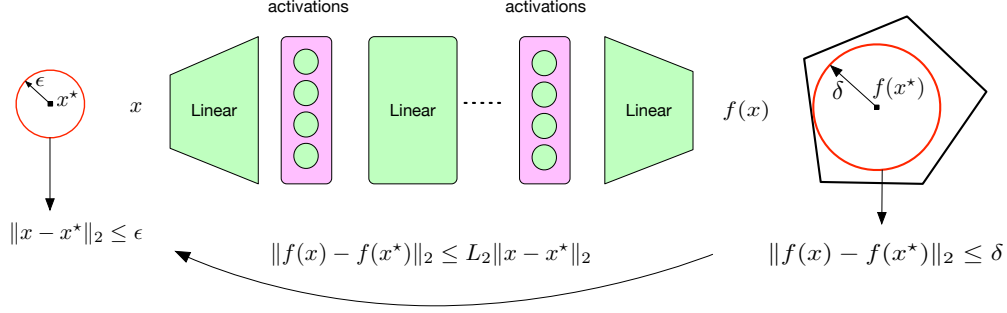 activations activations
ϵ
x⋆ x Linear Linear Linear f(x) δ f(x⋆)
‖x − x⋆‖₂ ≤ ϵ ‖f(x) − f(x⋆)‖₂ ≤ L₂‖x − x⋆‖₂ ‖f(x) − f(x⋆)‖₂ ≤ δ